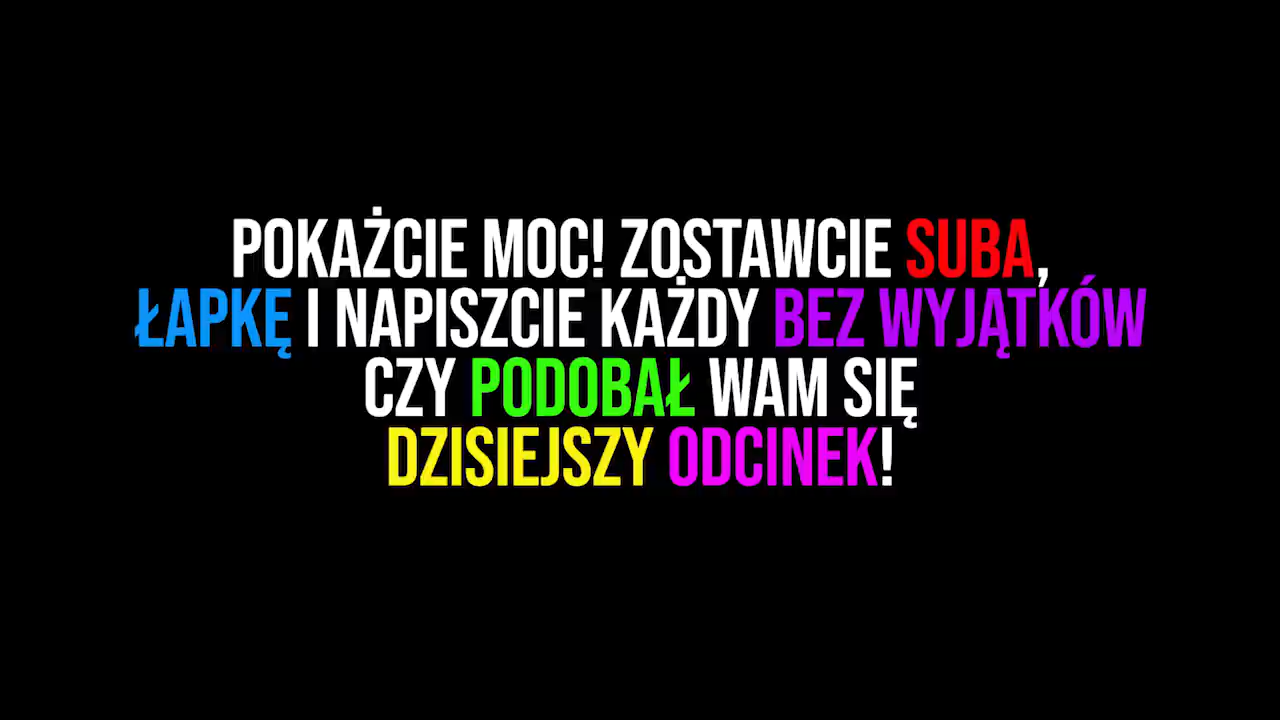 POKAŻCIE MOC! ZOSTAWCIE SUBA,
ŁAPKĘ I NAPISZCIE KAŻDY BEZ WYJĄTKÓW
CZY PODOBAŁ WAM SIĘ
DZISIEJSZY ODCINEK!